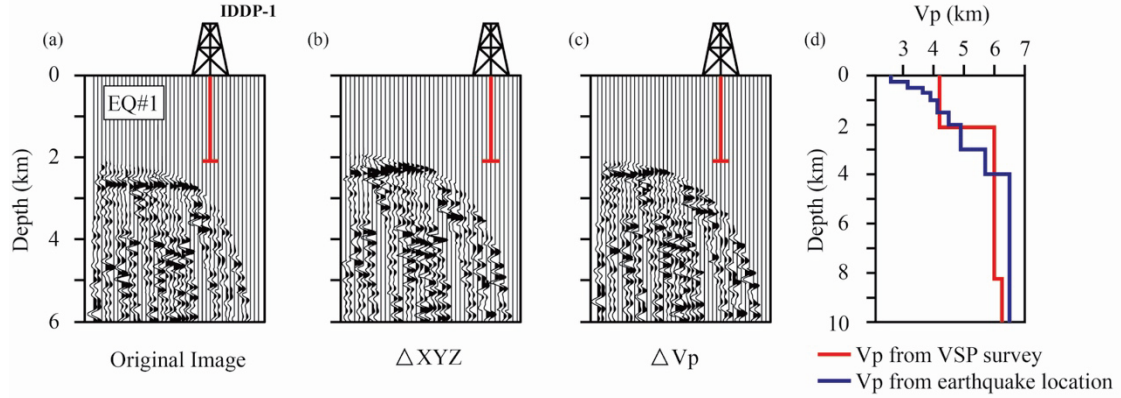 IDDP-1
(a)
(b)
(c)
(d)
Vp (km)
3 4 5 6 7
EQ#1
Depth (km)
0
2
4
6
0
2
4
6
8
10
Depth (km)
Original Image
△XYZ
△Vp
Vp from VSP survey
Vp from earthquake location